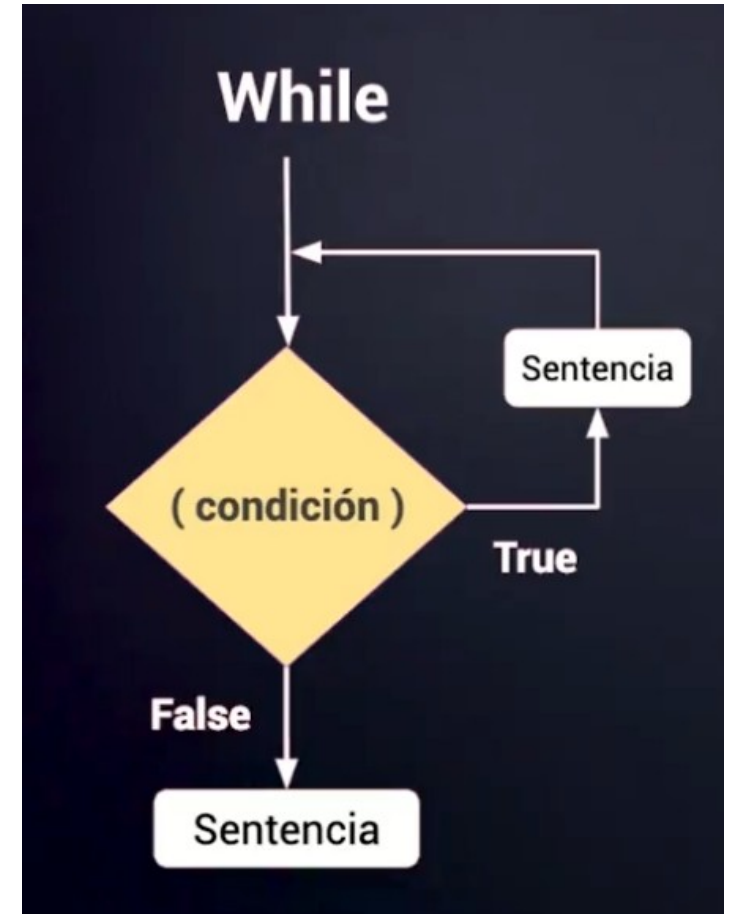 While
Sentencia
( condición )
True
False
Sentencia